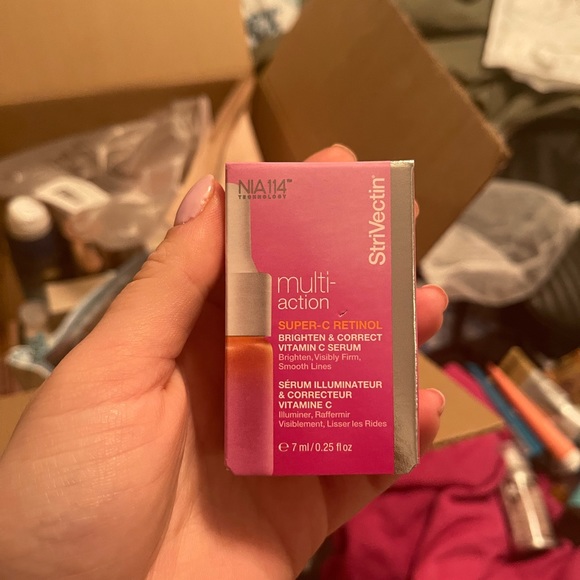 NIA114™
TECHNOLOGY
StriVectin®
multi-
action
SUPER-C RETINOL
BRIGHTEN & CORRECT
VITAMIN C SERUM
Brighten, Visibly Firm,
Smooth Lines
SÉRUM ILLUMINATEUR
& CORRECTEUR
VITAMINE C
Illuminer, Raffermir
Visiblement, Lisser les Rides
℮ 7 ml / 0.25 fl oz